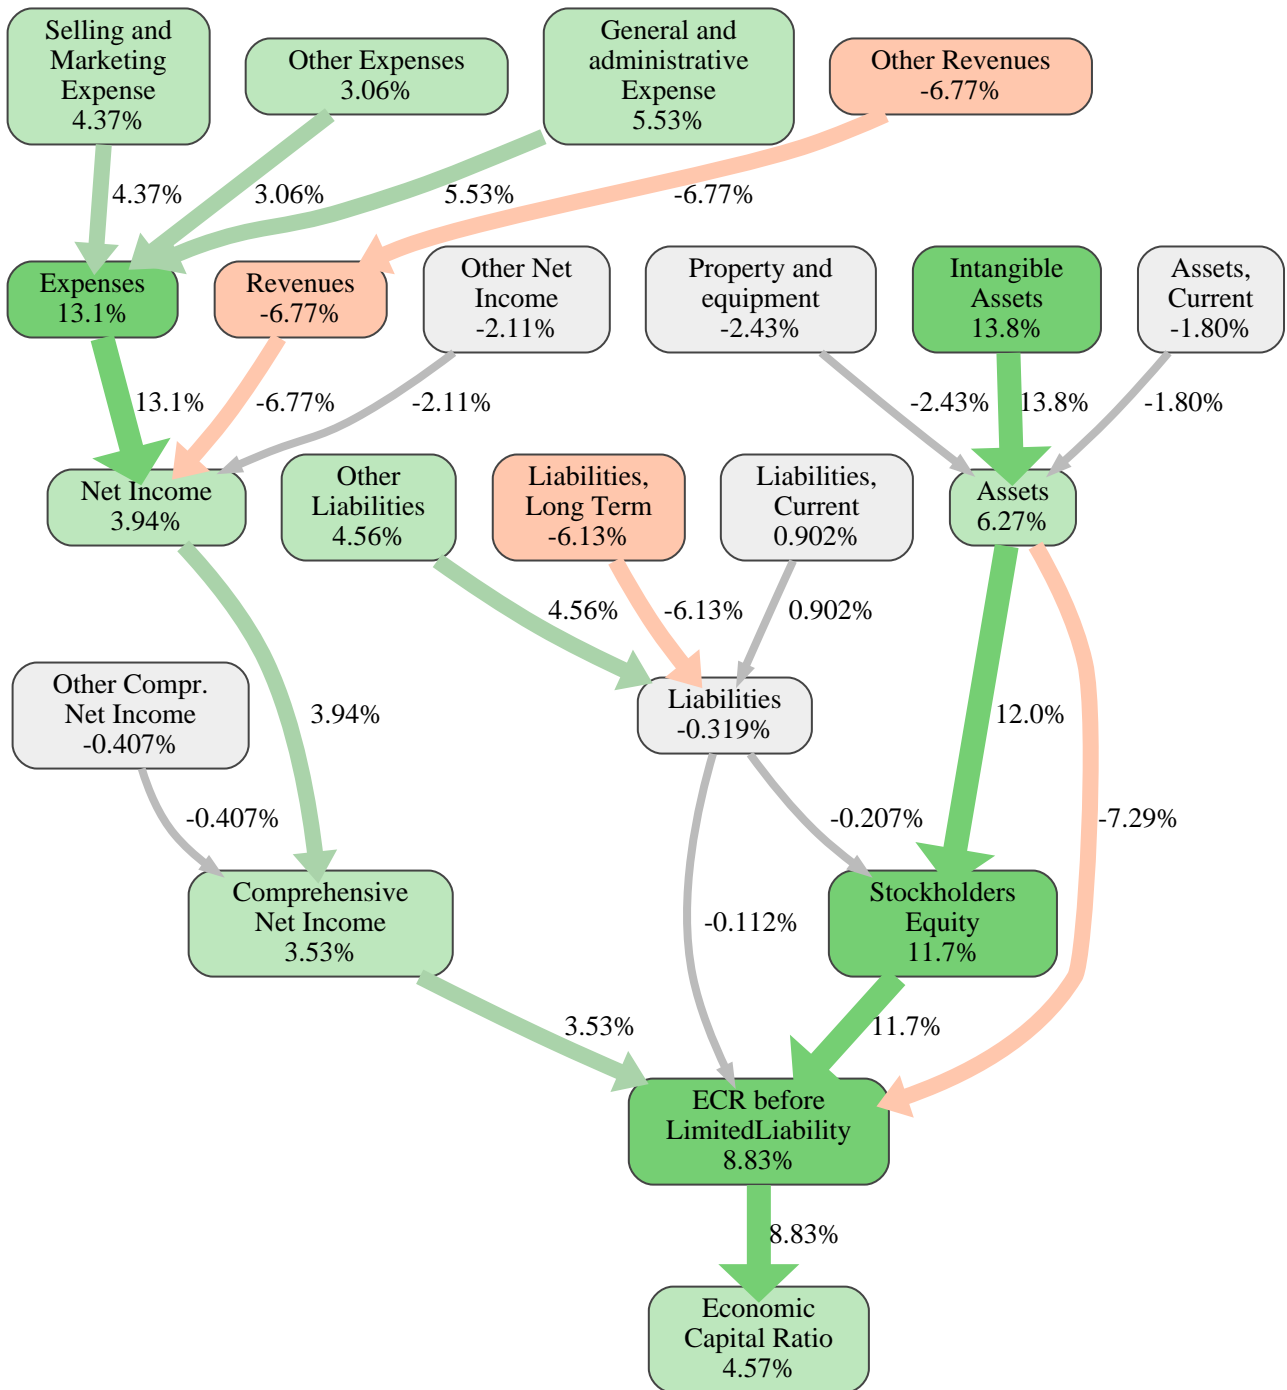 Selling and
Marketing
Expense
4.37%
Other Expenses
3.06%
General and
administrative
Expense
5.53%
Other Revenues
-6.77%
4.37%
3.06%
5.53%
-6.77%
Expenses
13.1%
Revenues
-6.77%
Other Net
Income
-2.11%
Property and
equipment
-2.43%
Intangible
Assets
13.8%
Assets,
Current
-1.80%
13.1%
-6.77%
-2.11%
-2.43%
13.8%
-1.80%
Net Income
3.94%
Other
Liabilities
4.56%
Liabilities,
Long Term
-6.13%
Liabilities,
Current
0.902%
Assets
6.27%
4.56%
-6.13%
0.902%
Other Compr.
Net Income
-0.407%
3.94%
Liabilities
-0.319%
12.0%
-0.407%
-0.207%
-7.29%
Comprehensive
Net Income
3.53%
-0.112%
Stockholders
Equity
11.7%
3.53%
11.7%
ECR before
LimitedLiability
8.83%
8.83%
Economic
Capital Ratio
4.57%